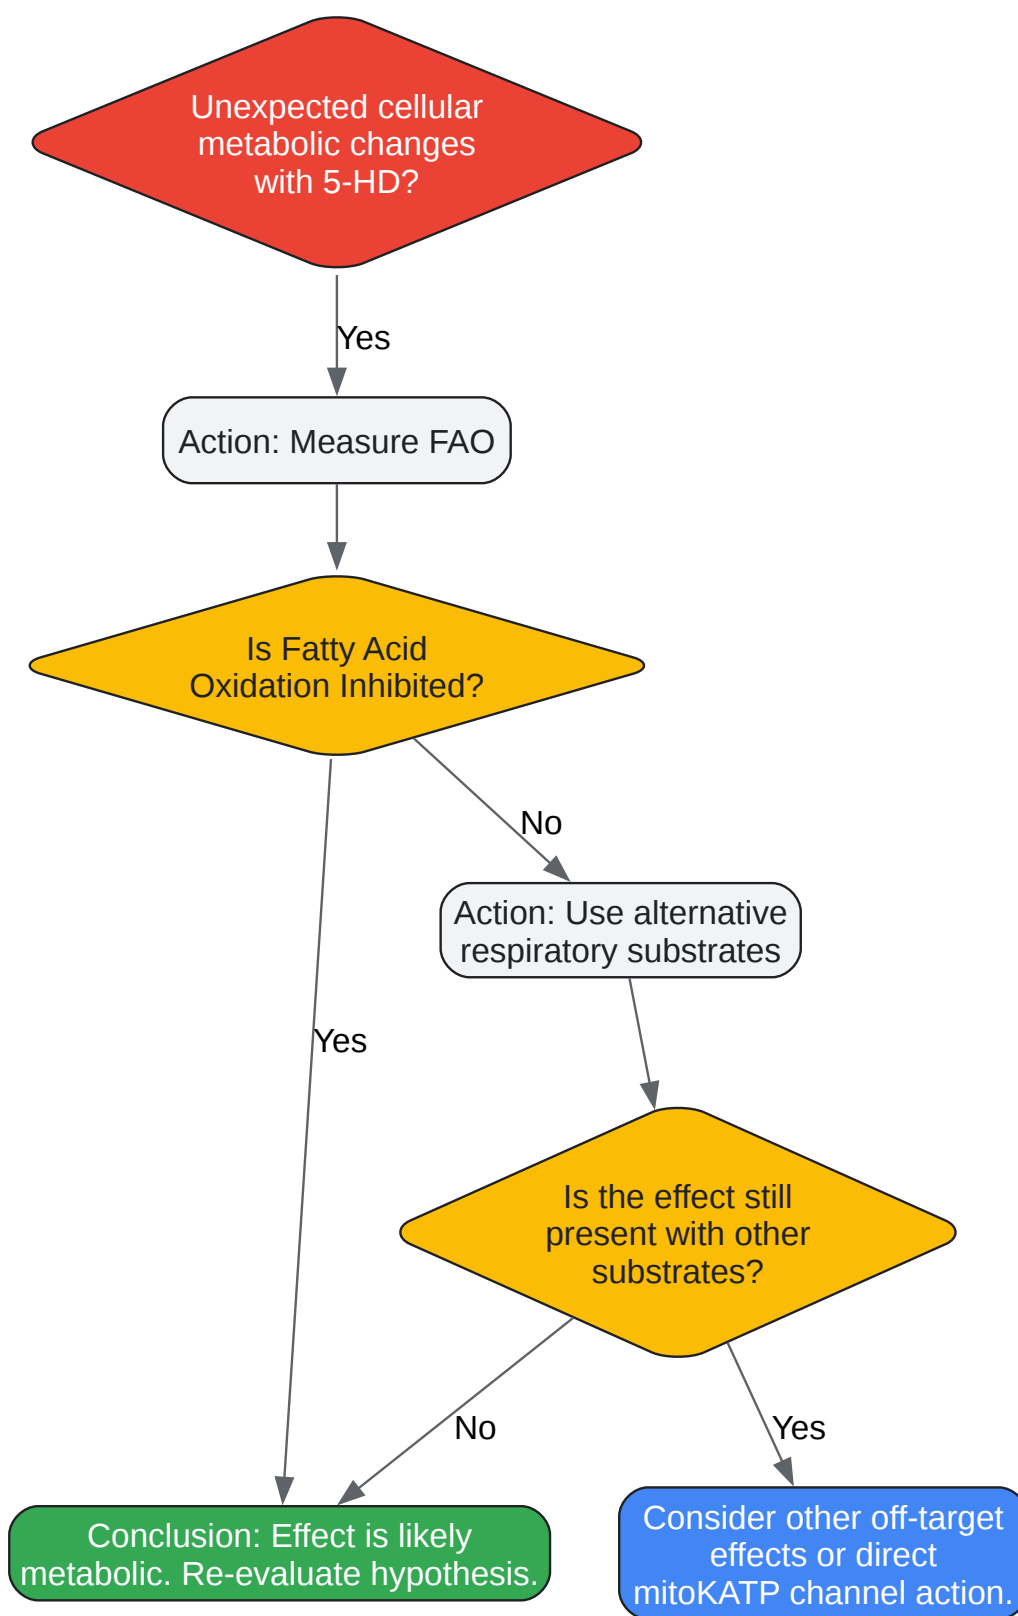 Unexpected cellular
metabolic changes
with 5-HD?
Yes
Action: Measure FAO
Is Fatty Acid
Oxidation Inhibited?
No
Action: Use alternative
respiratory substrates
Yes
Is the effect still
present with other
substrates?
No
Yes
Conclusion: Effect is likely
metabolic. Re-evaluate hypothesis.
Consider other off-target
effects or direct
mitoKATP channel action.